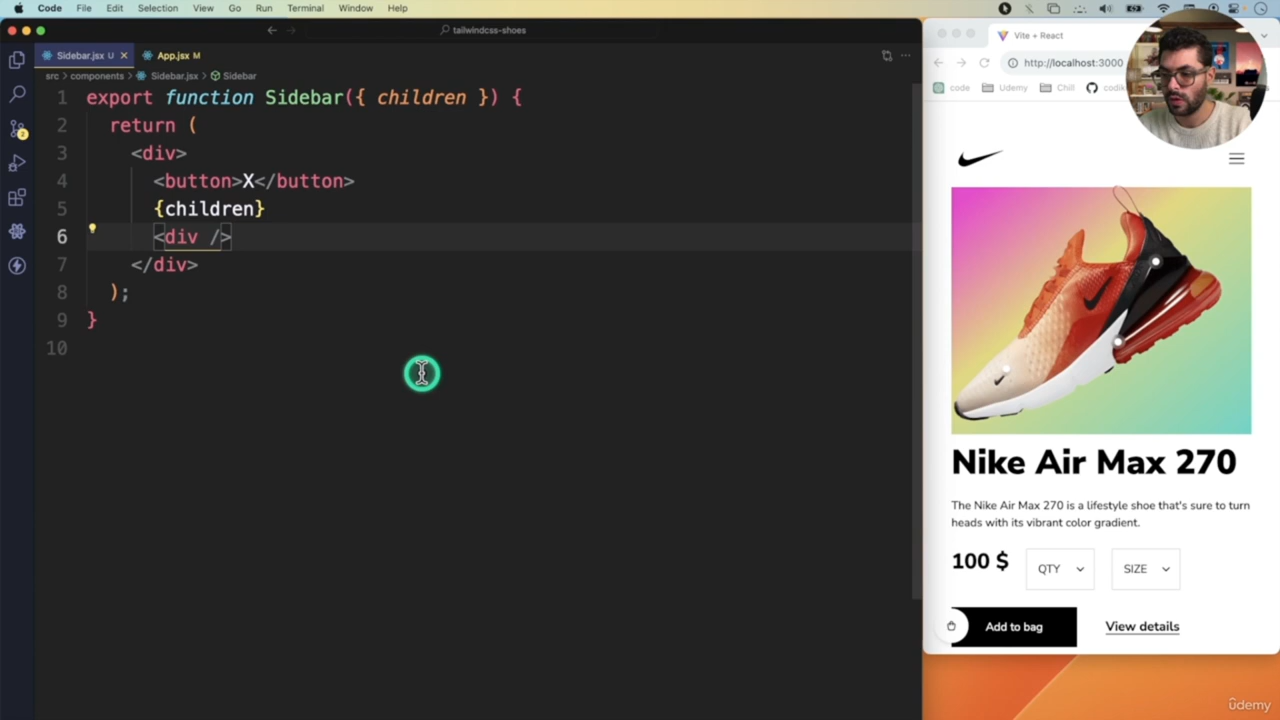 Code File Edit Selection View Go Run Terminal Window Help
tailwindcss-shoes
Sidebar.jsx U App.jsx M
src components Sidebar.jsx Sidebar
1 export function Sidebar({ children }) {
2 return (
3 <div>
4 <button>X</button>
5 {children}
6 <div />
7 </div>
8 );
9 }
10
Vite + React
http://localhost:3000
code Udemy Chill
Nike Air Max 270
The Nike Air Max 270 is a lifestyle shoe that's sure to turn
heads with its vibrant color gradient.
100 $ QTY SIZE
Add to bag View details
ûdemy